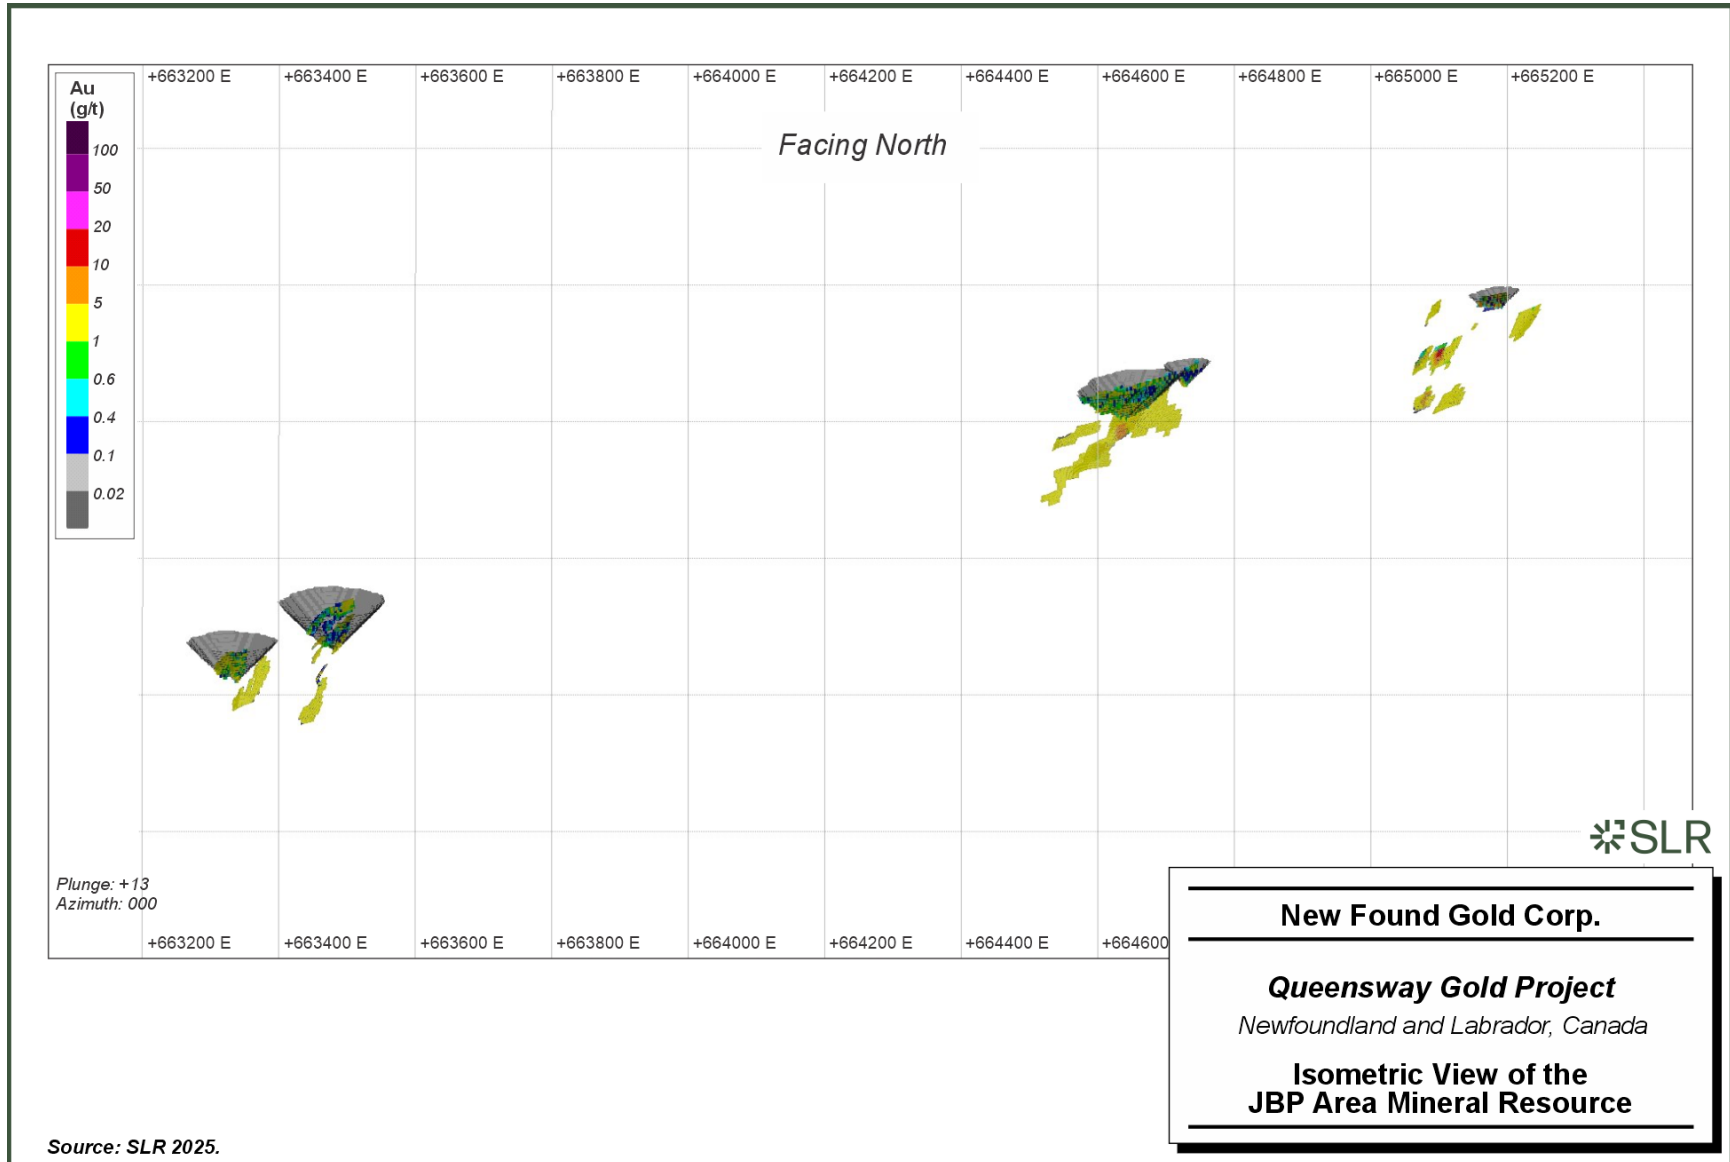 +663200 E +663400 E +663600 E +663800 E +664000 E +664200 E +664400 E +664600 E +664800 E +665000 E +665200 E
Au
(g/t)
100
50
20
10
5
1
0.6
0.4
0.1
0.02
Facing North
SLR
Plunge: +13
Azimuth: 000
+663200 E +663400 E +663600 E +663800 E +664000 E +664200 E +664400 E +664600
New Found Gold Corp.
Queensway Gold Project
Newfoundland and Labrador, Canada
Isometric View of the
JBP Area Mineral Resource
Source: SLR 2025.